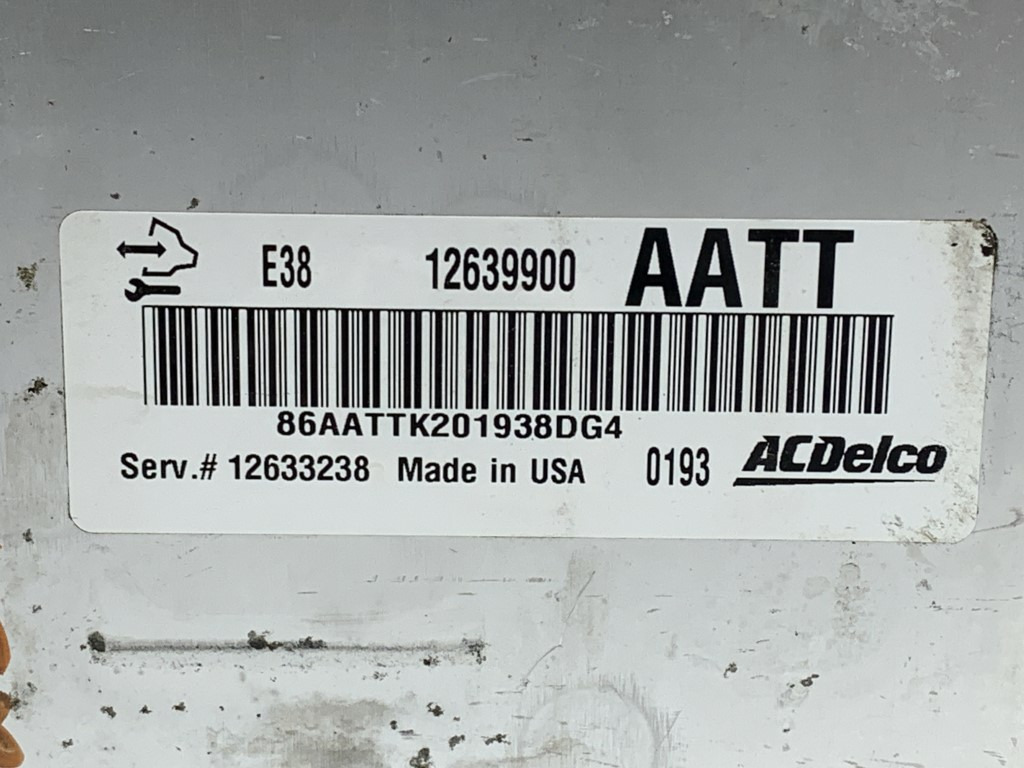 E38 12639900 AATT
86AATTK201938DG4
Serv.# 12633238 Made in USA 0193 ACDelco